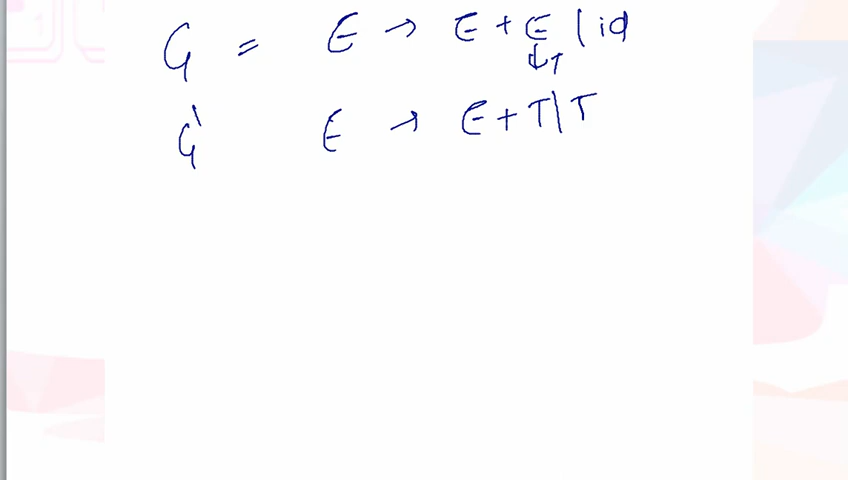 G = E → E + E | id
↓T
G' E → E + T | T